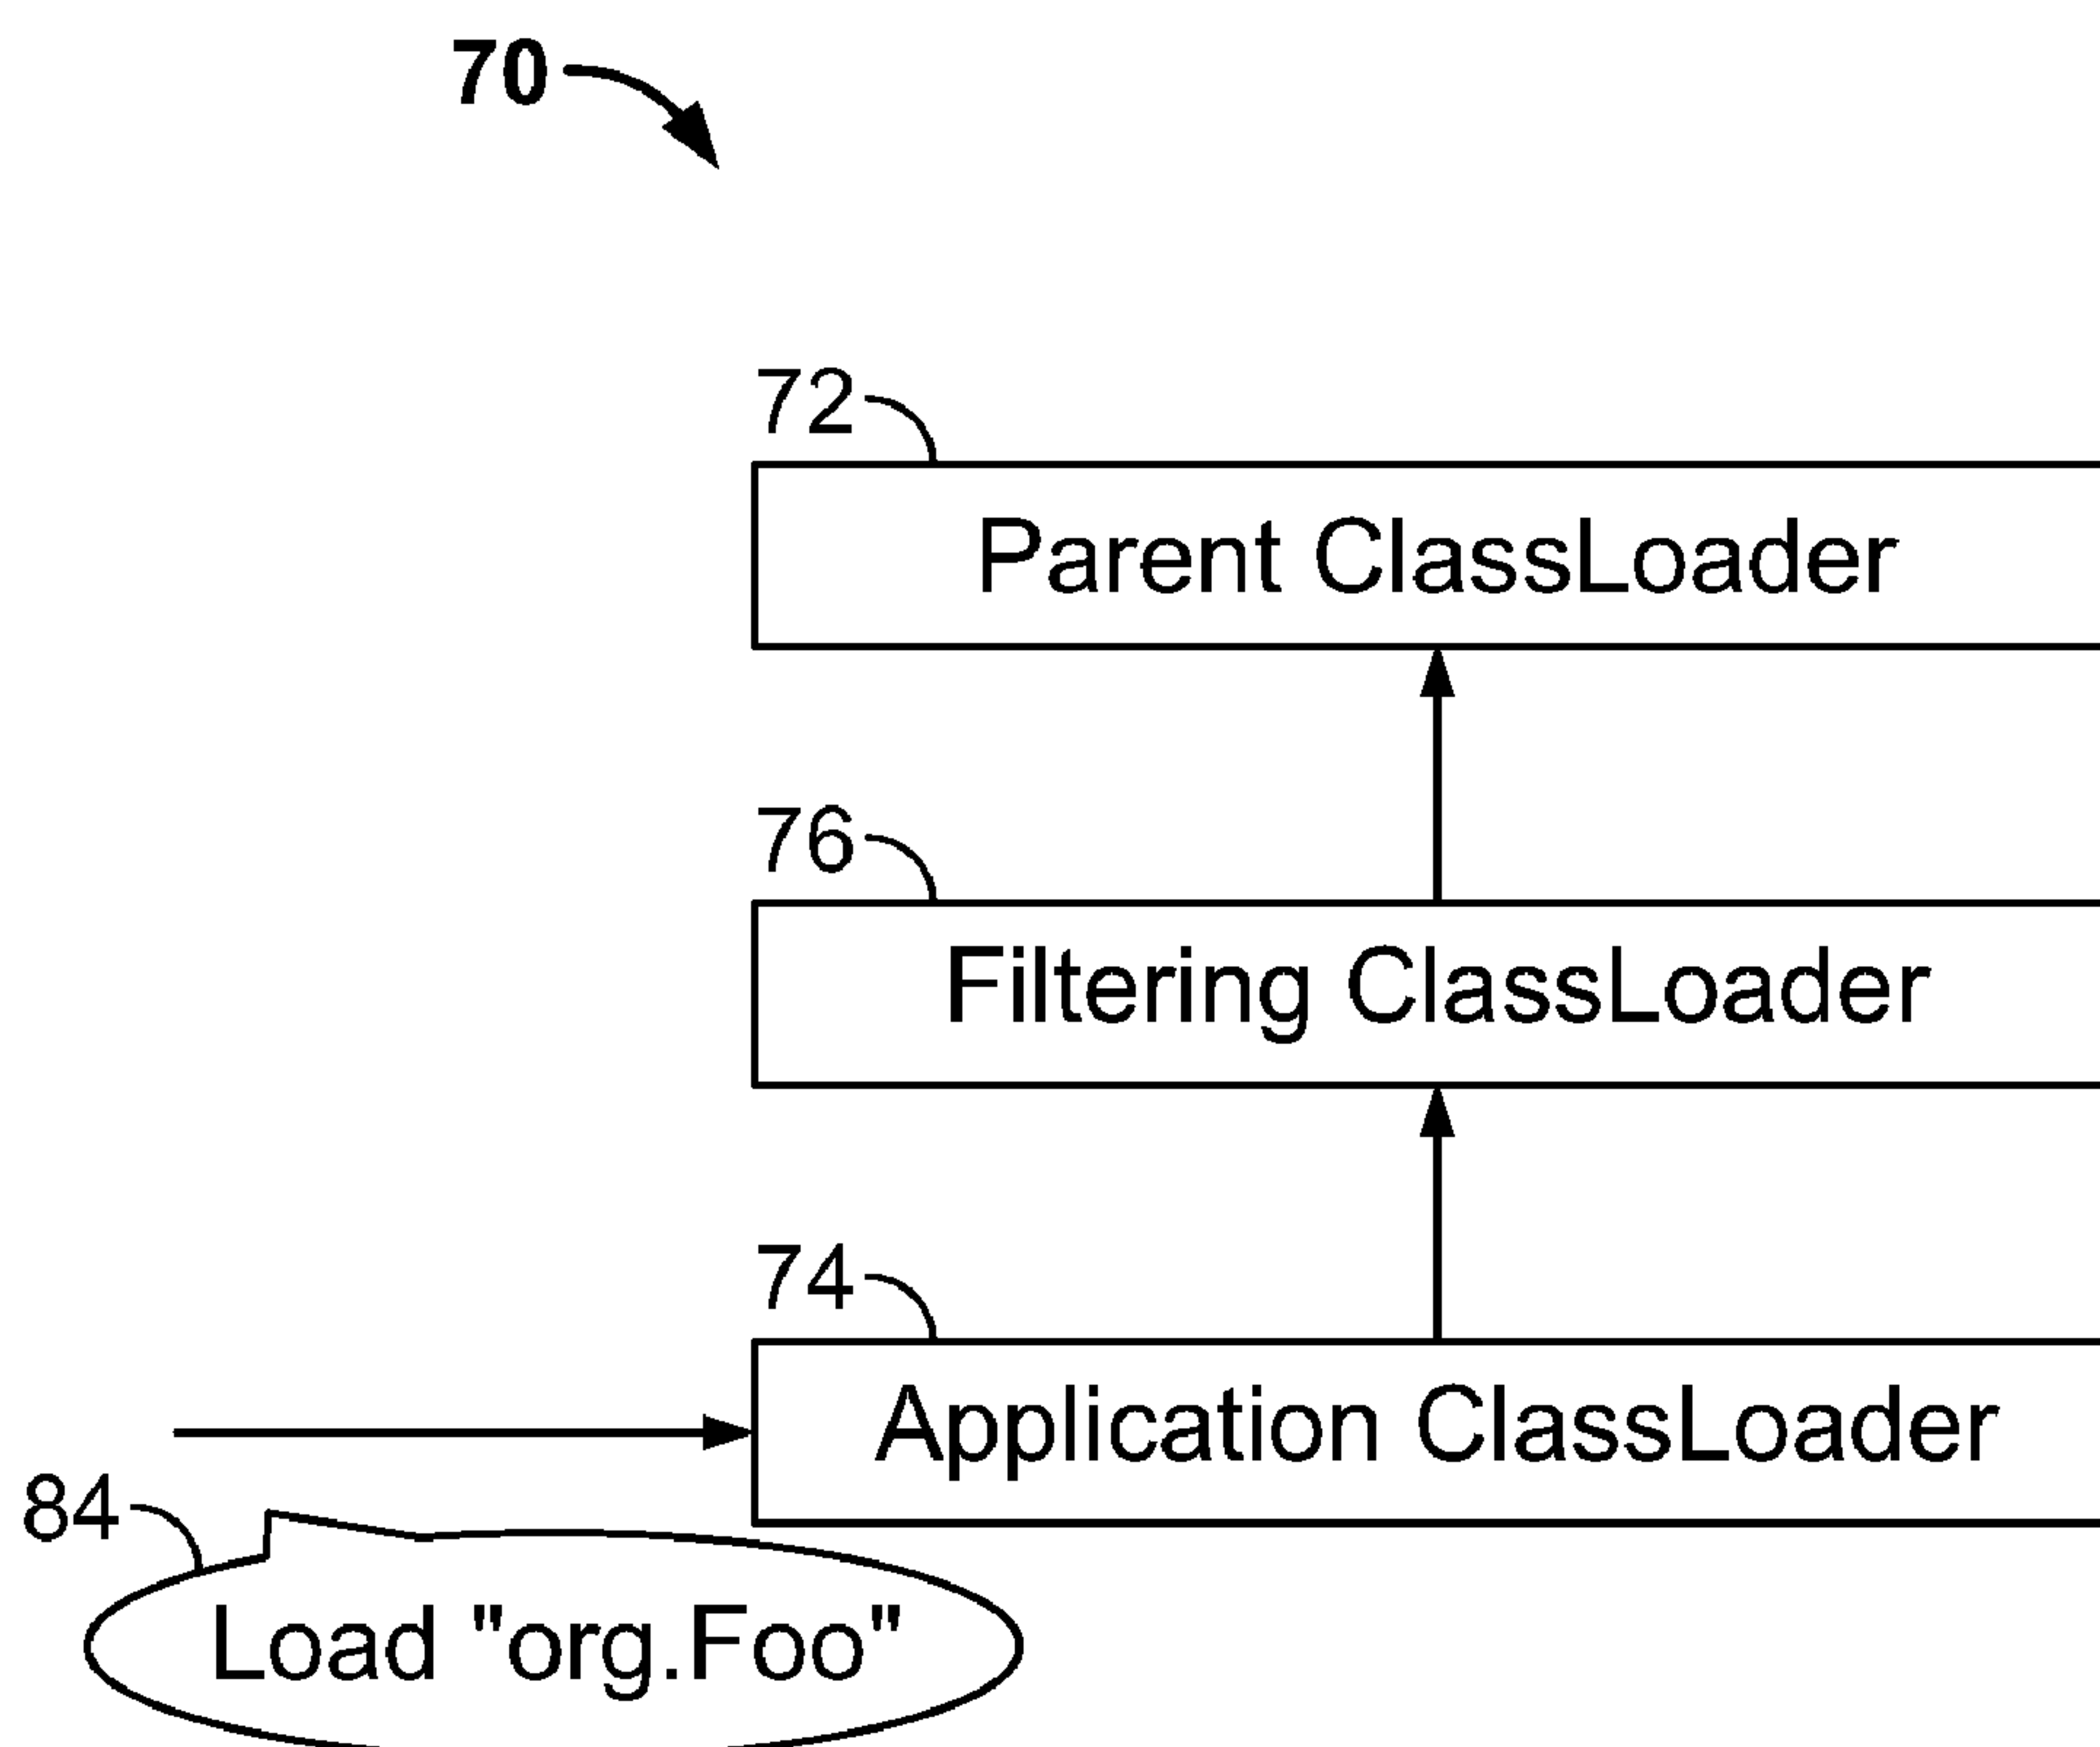 70
72
Parent ClassLoader
76
Filtering ClassLoader
74
Application ClassLoader
84
Load "org.Foo"